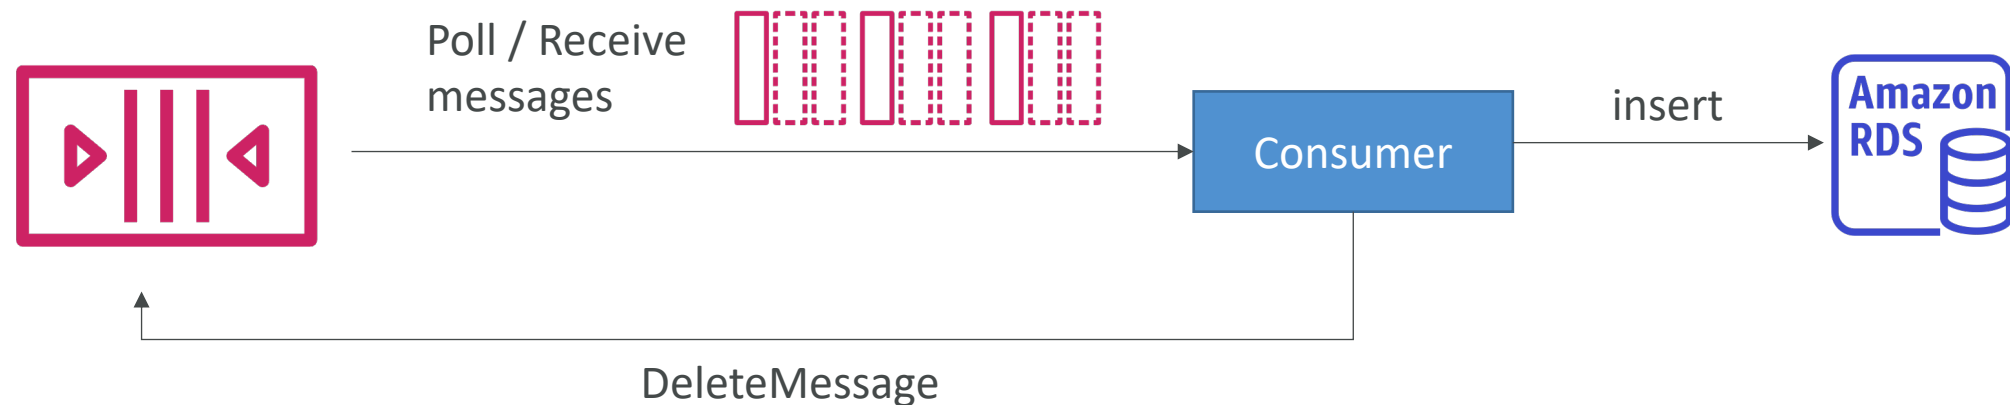 Poll / Receive
messages
Consumer
insert
Amazon
RDS
DeleteMessage